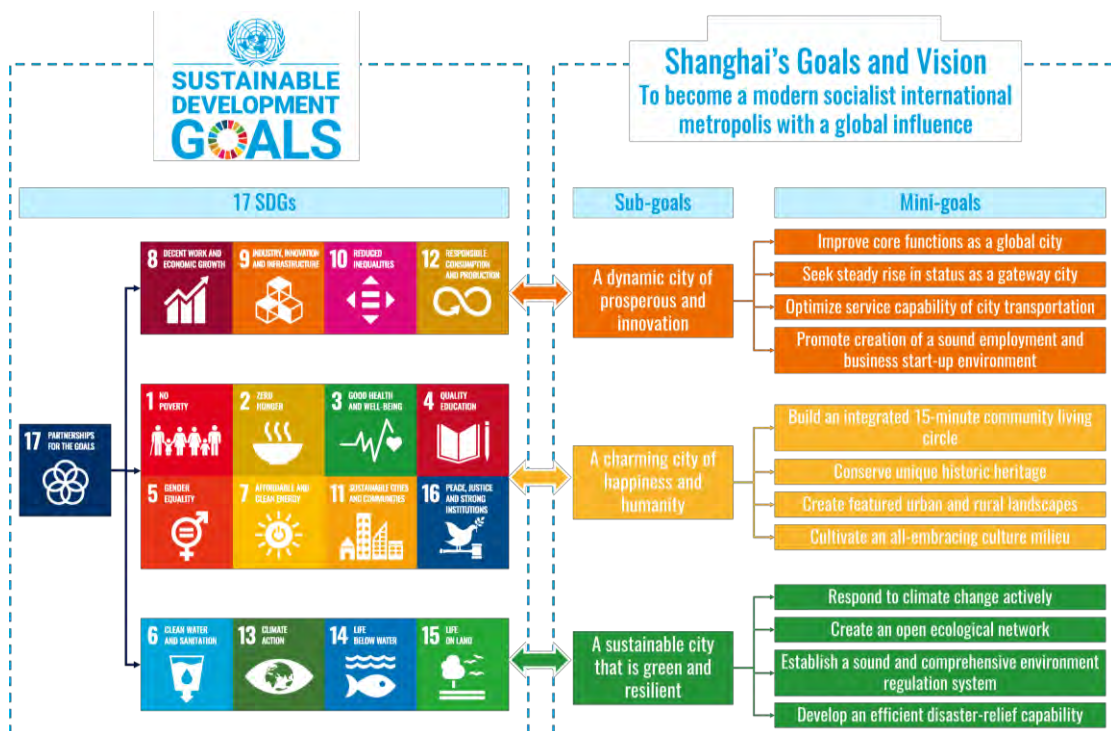 SUSTAINABLE
DEVELOPMENT
GOALS
Shanghai's Goals and Vision
To become a modern socialist international
metropolis with a global influence
17 SDGs
Sub-goals
Mini-goals
8 DECENT WORK AND
ECONOMIC GROWTH
9 INDUSTRY, INNOVATION
AND INFRASTRUCTURE
10 REDUCED
INEQUALITIES
12 RESPONSIBLE
CONSUMPTION
AND PRODUCTION
A dynamic city of
prosperous and
innovation
Improve core functions as a global city
Seek steady rise in status as a gateway city
Optimize service capability of city transportation
Promote creation of a sound employment and
business start-up environment
17 PARTNERSHIPS
FOR THE GOALS
1 NO
POVERTY
2 ZERO
HUNGER
3 GOOD HEALTH
AND WELL-BEING
4 QUALITY
EDUCATION
5 GENDER
EQUALITY
7 AFFORDABLE AND
CLEAN ENERGY
11 SUSTAINABLE CITIES
AND COMMUNITIES
16 PEACE, JUSTICE
AND STRONG
INSTITUTIONS
A charming city of
happiness and
humanity
Build an integrated 15-minute community living
circle
Conserve unique historic heritage
Create featured urban and rural landscapes
Cultivate an all-embracing culture milieu
6 CLEAN WATER
AND SANITATION
13 CLIMATE
ACTION
14 LIFE
BELOW WATER
15 LIFE
ON LAND
A sustainable city
that is green and
resilient
Respond to climate change actively
Create an open ecological network
Establish a sound and comprehensive environment
regulation system
Develop an efficient disaster-relief capability